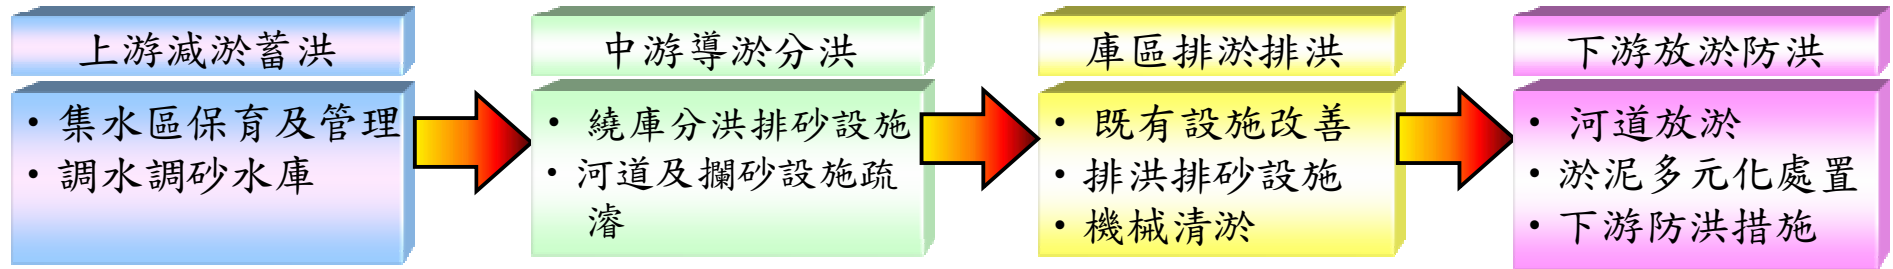 上游減淤蓄洪
• 集水區保育及管理
• 調水調砂水庫
中游導淤分洪
• 繞庫分洪排砂設施
• 河道及攔砂設施疏
濬
庫區排淤排洪
• 既有設施改善
• 排洪排砂設施
• 機械清淤
下游放淤防洪
• 河道放淤
• 淤泥多元化處置
• 下游防洪措施